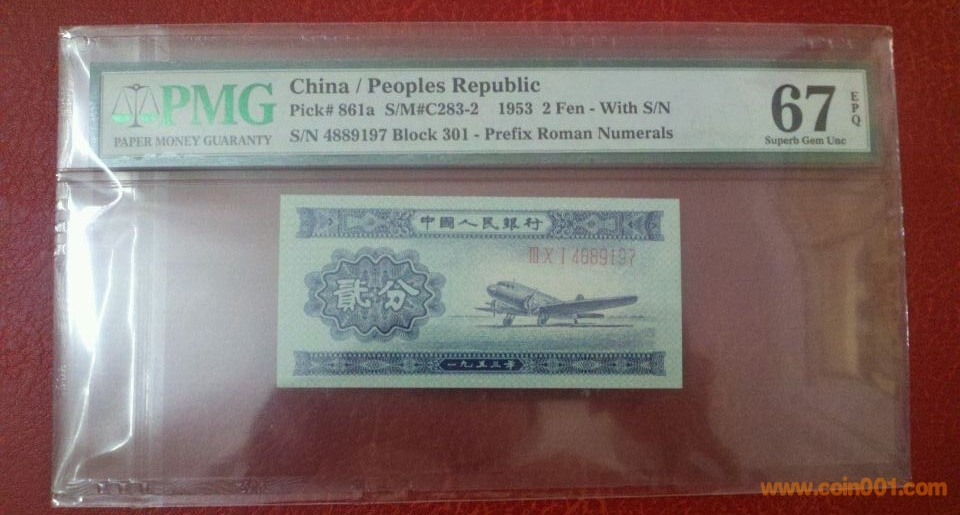 PMG
PAPER MONEY GUARANTY
China / Peoples Republic
Pick# 861a S/M#C283-2 1953 2 Fen - With S/N
S/N 4889197 Block 301 - Prefix Roman Numerals
67
EPQ
Superb Gem Unc
中國人民銀行
III X I 4889197
貳分
一九五三年
www.coin001.com